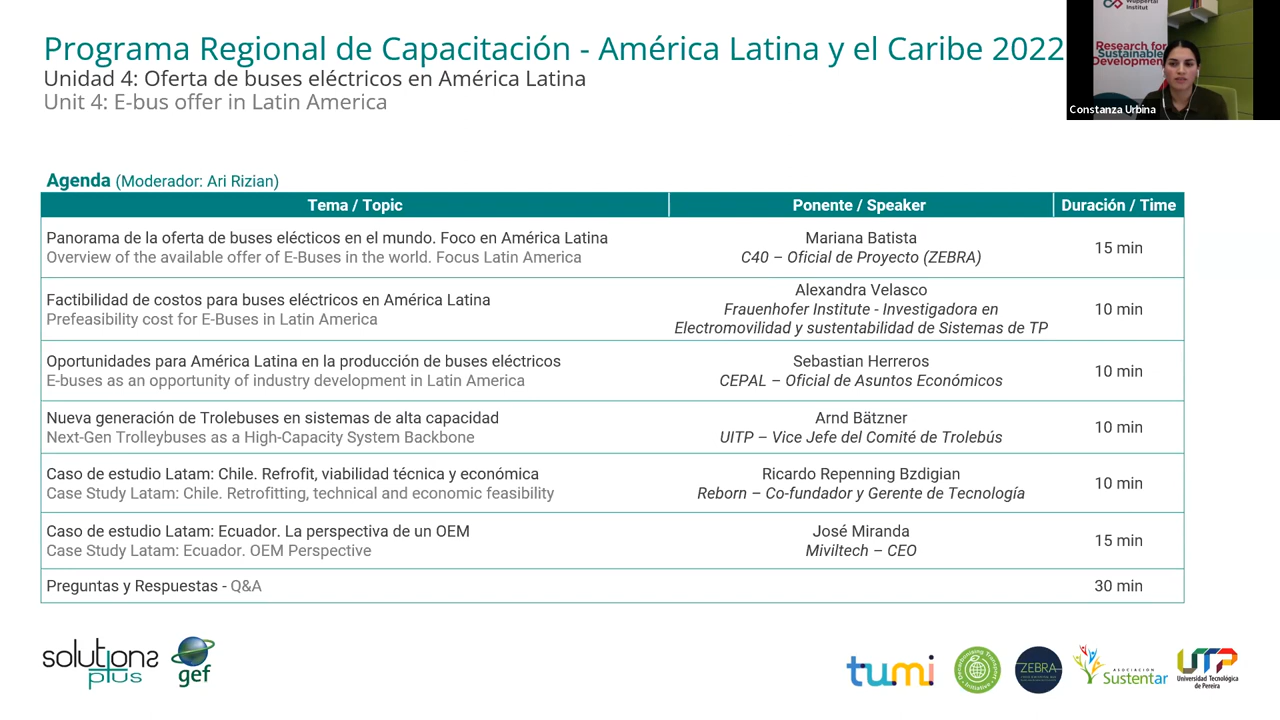 Programa Regional de Capacitación - América Latina y el Caribe 2022
Unidad 4: Oferta de buses eléctricos en América Latina
Unit 4: E-bus offer in Latin America
Wuppertal
Institut
Research for
Sustainable
Development
Constanza Urbina
Agenda (Moderador: Ari Rizian)
Tema / Topic Ponente / Speaker Duración / Time
Panorama de la oferta de buses elécticos en el mundo. Foco en América Latina
Overview of the available offer of E-Buses in the world. Focus Latin America
Mariana Batista
C40 – Oficial de Proyecto (ZEBRA)
15 min
Factibilidad de costos para buses eléctricos en América Latina
Prefeasibility cost for E-Buses in Latin America
Alexandra Velasco
Frauenhofer Institute - Investigadora en
Electromovilidad y sustentabilidad de Sistemas de TP
10 min
Oportunidades para América Latina en la producción de buses eléctricos
E-buses as an opportunity of industry development in Latin America
Sebastian Herreros
CEPAL – Oficial de Asuntos Económicos
10 min
Nueva generación de Trolebuses en sistemas de alta capacidad
Next-Gen Trolleybuses as a High-Capacity System Backbone
Arnd Bätzner
UITP – Vice Jefe del Comité de Trolebús
10 min
Caso de estudio Latam: Chile. Refrofit, viabilidad técnica y económica
Case Study Latam: Chile. Retrofitting, technical and economic feasibility
Ricardo Repenning Bzdigian
Reborn – Co-fundador y Gerente de Tecnología
10 min
Caso de estudio Latam: Ecuador. La perspectiva de un OEM
Case Study Latam: Ecuador. OEM Perspective
José Miranda
Miviltech – CEO
15 min
Preguntas y Respuestas - Q&A
30 min
solutions
plus
gef
tumi
Decarbonising Transport
Initiative
ZEBRA
ASOCIACIÓN
Sustentar
UTP
Universidad Tecnológica
de Pereira